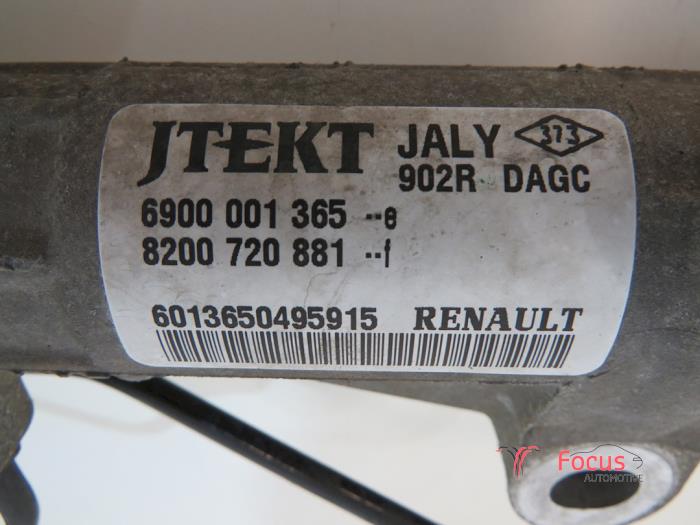 JTEKT JALY 373
902R DAGC
6900 001 365 --e
8200 720 881 --f
6013650495915 RENAULT
Focus
AUTOMOTIVE